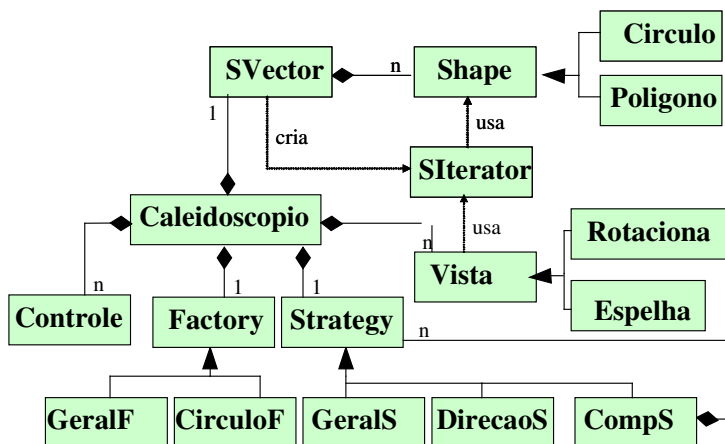 Circulo
SVector
n
Shape
Poligono
1
usa
cria
SIterator
Caleidoscopio
Rotaciona
n
usa
Vista
n
1
1
Espelha
Controle
Factory
Strategy
n
GeralF
CirculoF
GeralS
DirecaoS
CompS